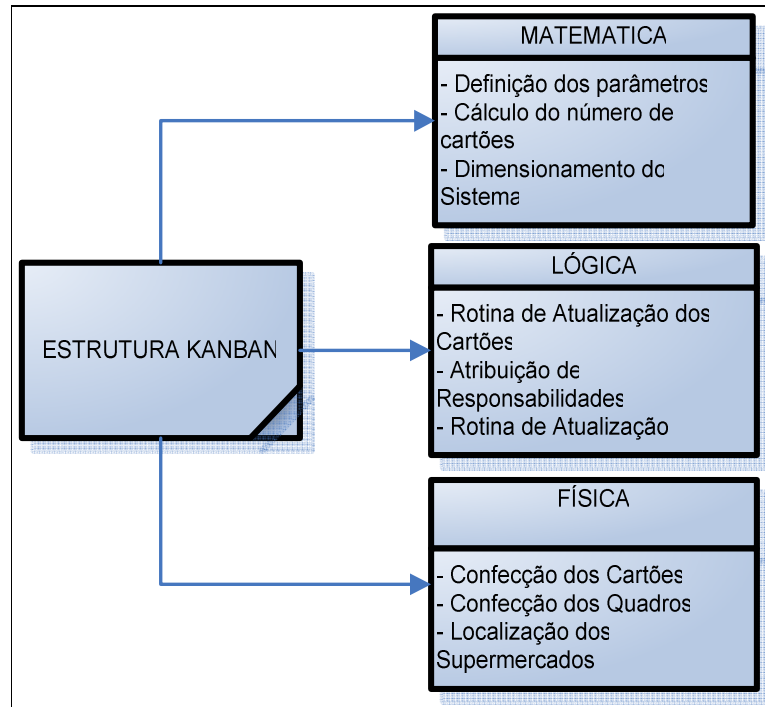 MATEMATICA
- Definição dos parâmetros
- Cálculo do número de
cartões
- Dimensionamento do
Sistema
ESTRUTURA KANBAN
LÓGICA
- Rotina de Atualização dos
Cartões
- Atribuição de
Responsabilidades
- Rotina de Atualização
FÍSICA
- Confecção dos Cartões
- Confecção dos Quadros
- Localização dos
Supermercados